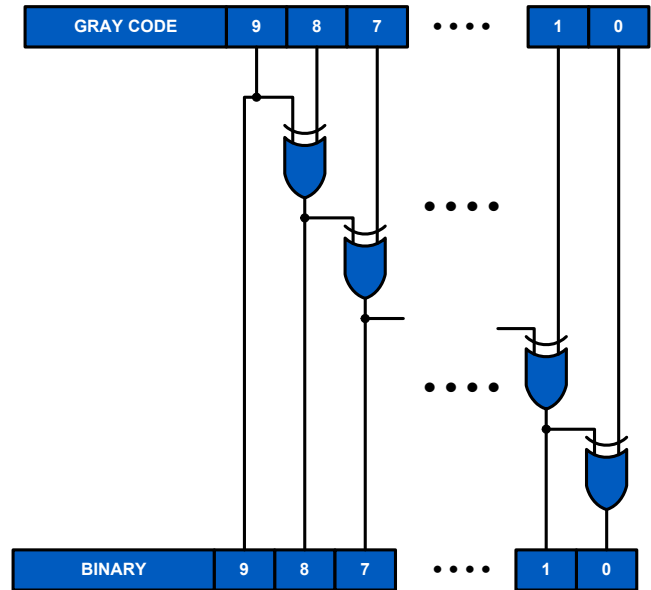 GRAY CODE 9 8 7 •••• 1 0
••••
••••
BINARY 9 8 7 •••• 1 0